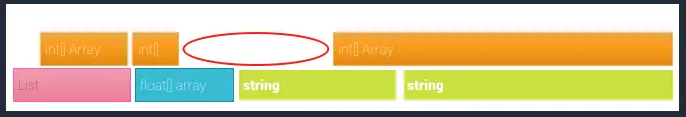 int[] Array int[] int[] Array
List float[] array string string